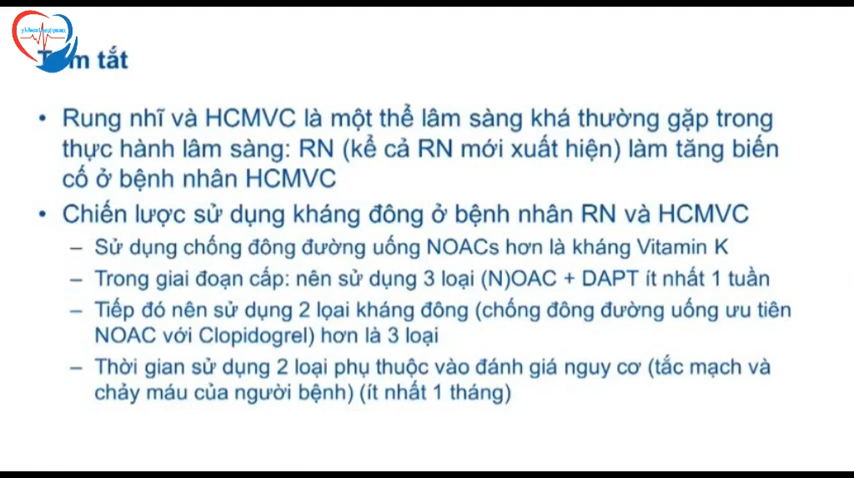 yhocthongquan
Tóm tắt
• Rung nhĩ và HCMVC là một thể lâm sàng khá thường gặp trong
thực hành lâm sàng: RN (kể cả RN mới xuất hiện) làm tăng biến
cố ở bệnh nhân HCMVC
• Chiến lược sử dụng kháng đông ở bệnh nhân RN và HCMVC
– Sử dụng chống đông đường uống NOACs hơn là kháng Vitamin K
– Trong giai đoạn cấp: nên sử dụng 3 loại (N)OAC + DAPT ít nhất 1 tuần
– Tiếp đó nên sử dụng 2 lọai kháng đông (chống đông đường uống ưu tiên
NOAC với Clopidogrel) hơn là 3 loại
– Thời gian sử dụng 2 loại phụ thuộc vào đánh giá nguy cơ (tắc mạch và
chảy máu của người bệnh) (ít nhất 1 tháng)